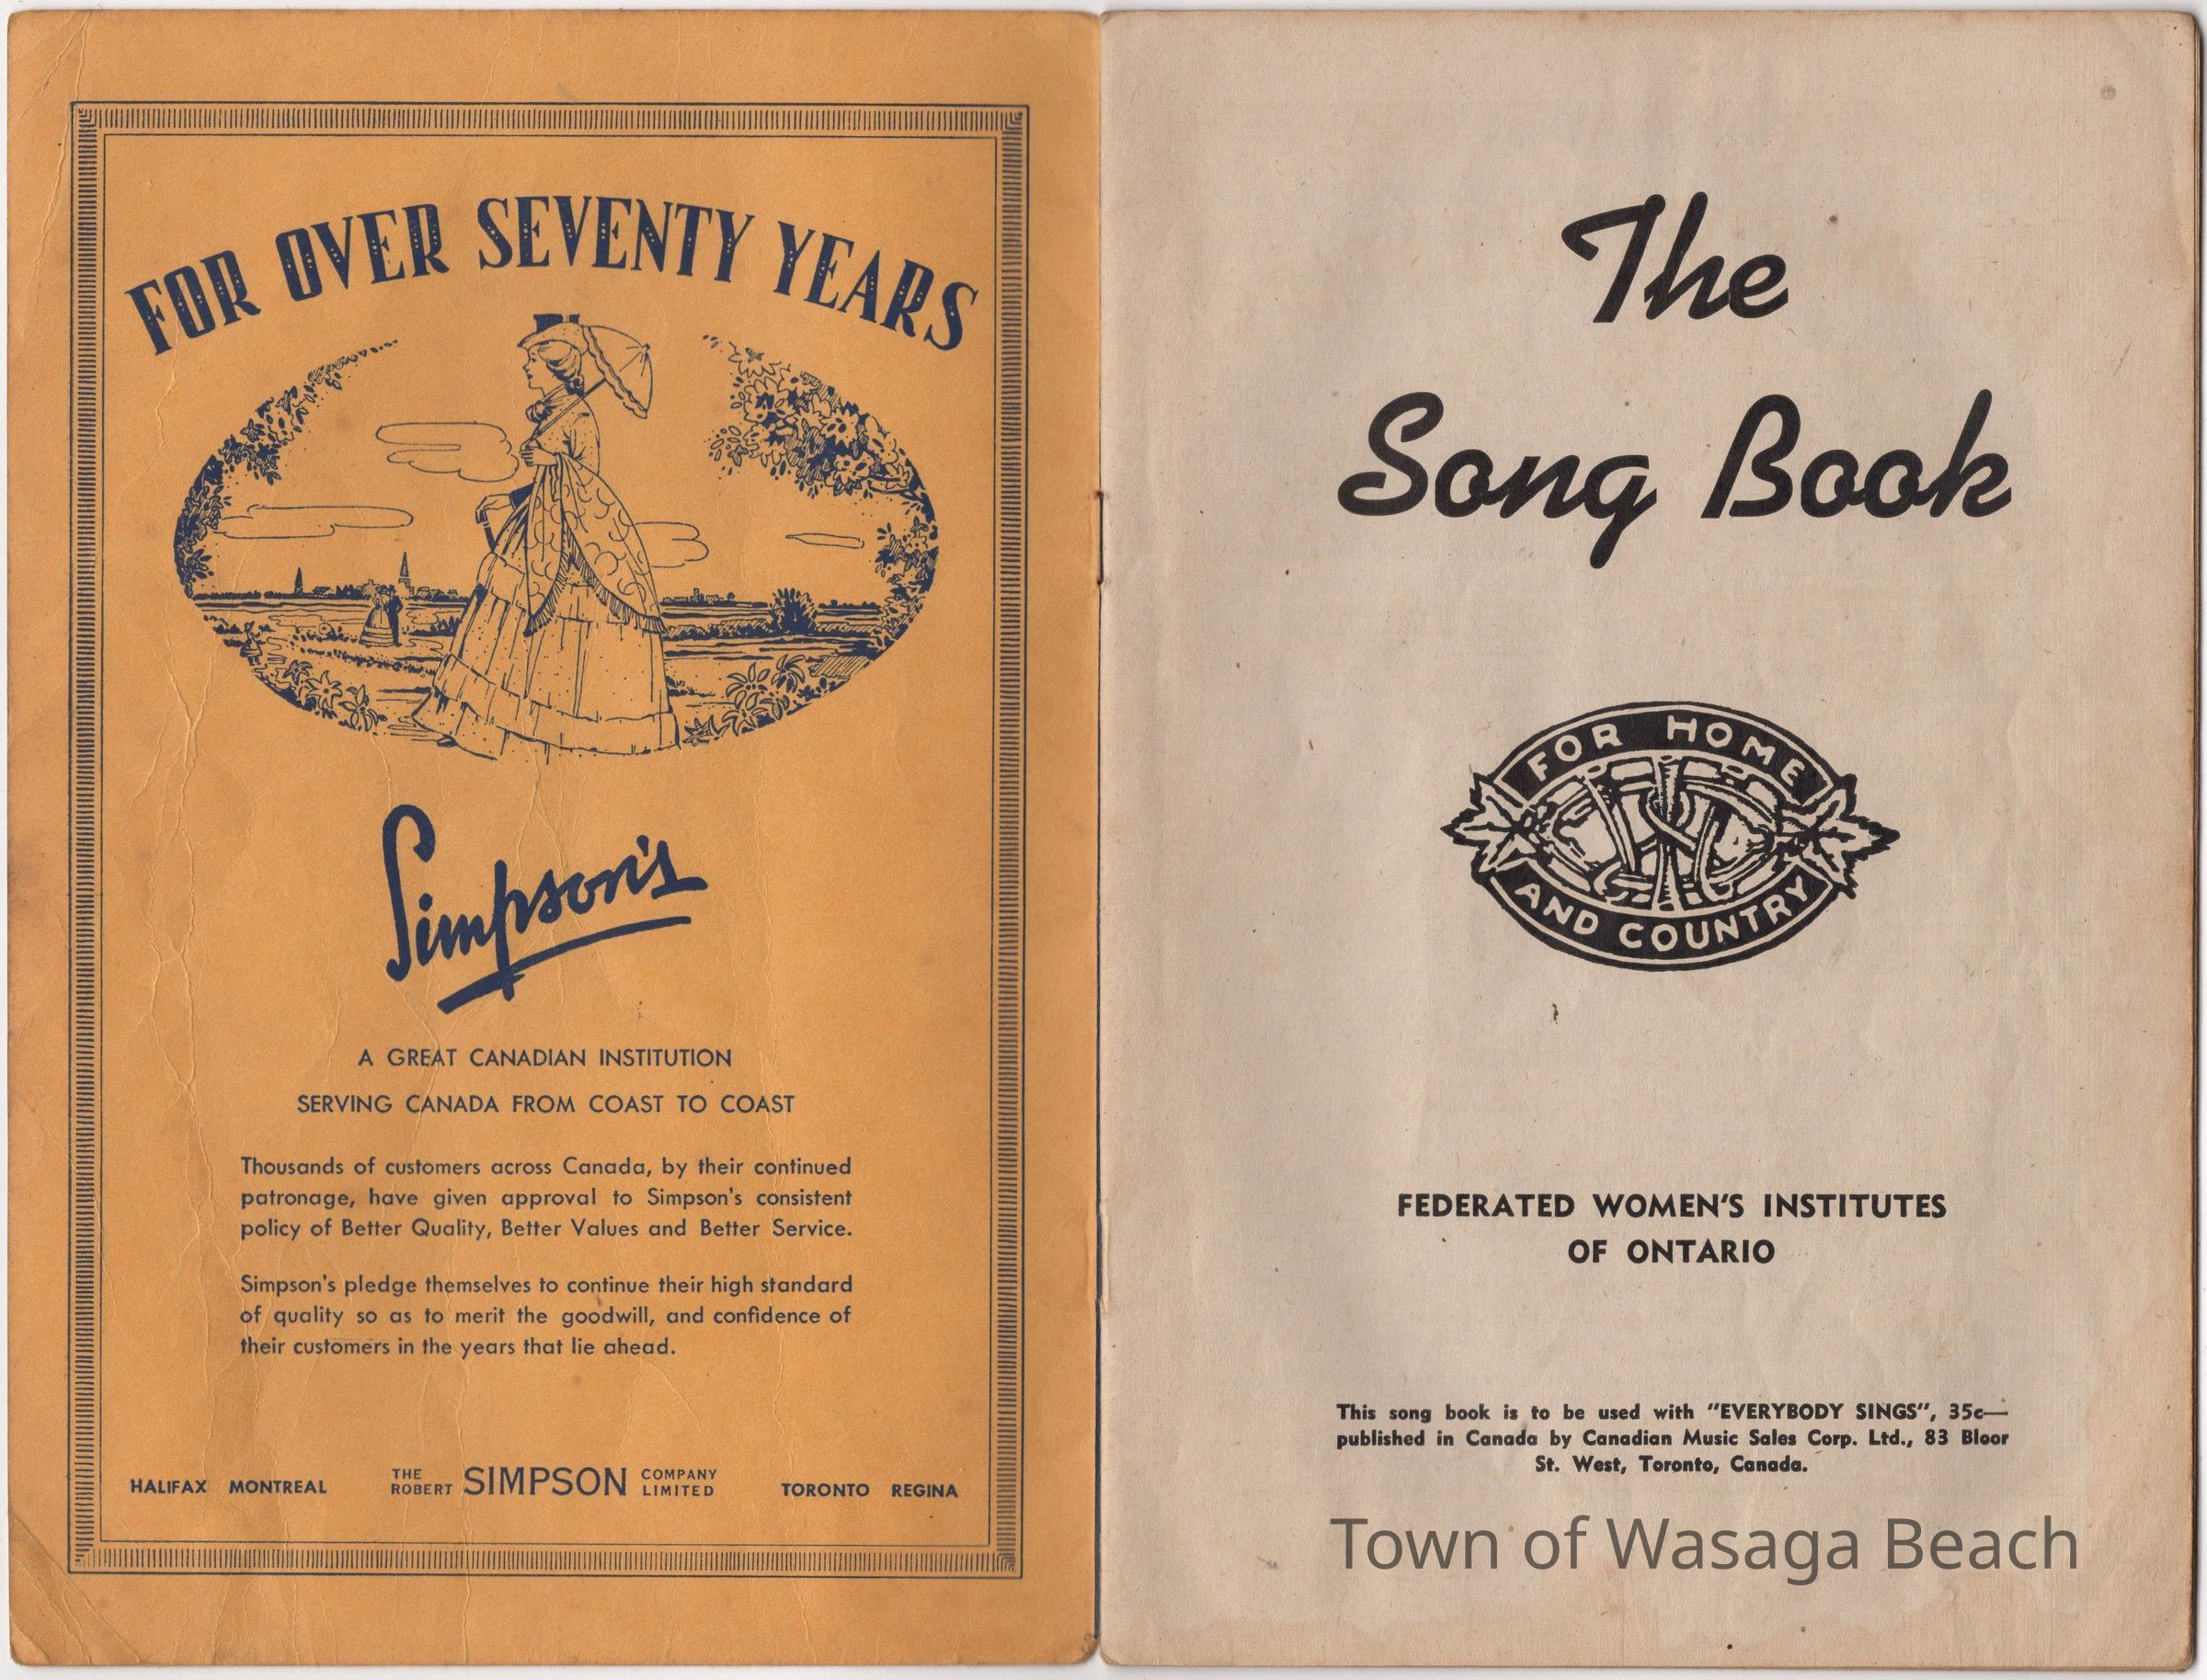 FOR OVER SEVENTY YEARS
Simpson's
A GREAT CANADIAN INSTITUTION
SERVING CANADA FROM COAST TO COAST
Thousands of customers across Canada, by their continued
patronage, have given approval to Simpson's consistent
policy of Better Quality, Better Values and Better Service.
Simpson's pledge themselves to continue their high standard
of quality so as to merit the goodwill, and confidence of
their customers in the years that lie ahead.
HALIFAX MONTREAL THE ROBERT SIMPSON COMPANY LIMITED TORONTO REGINA
The
Song Book
FOR HOME
AND COUNTRY
FEDERATED WOMEN'S INSTITUTES
OF ONTARIO
This song book is to be used with "EVERYBODY SINGS", 35c—
published in Canada by Canadian Music Sales Corp. Ltd., 83 Bloor
St. West, Toronto, Canada.
Town of Wasaga Beach